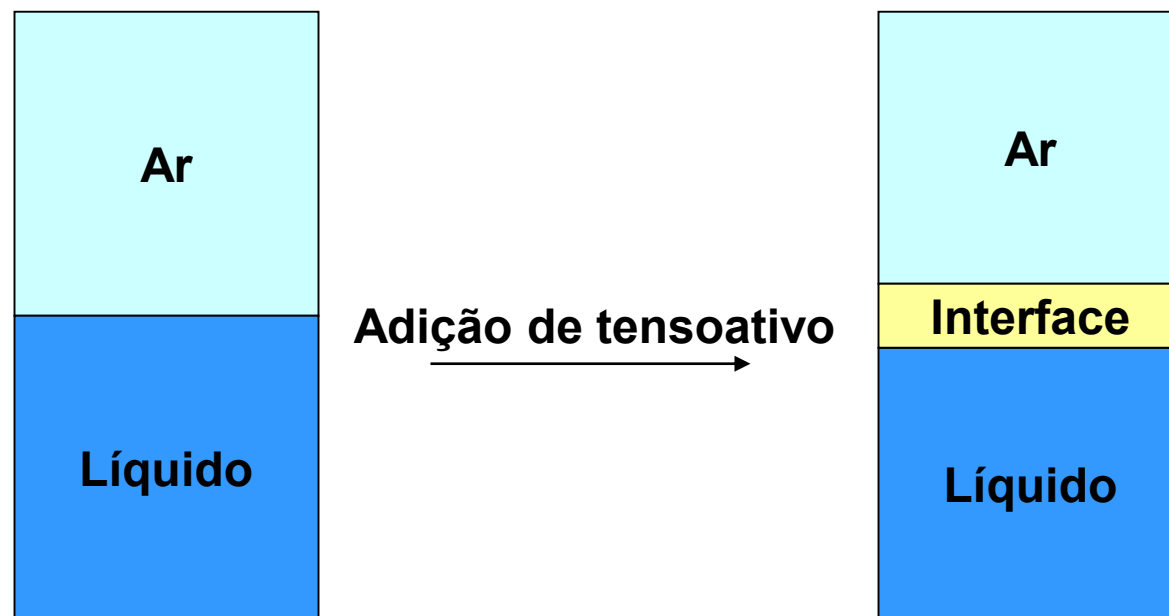 Ar
Líquido
Adição de tensoativo
Ar
Interface
Líquido